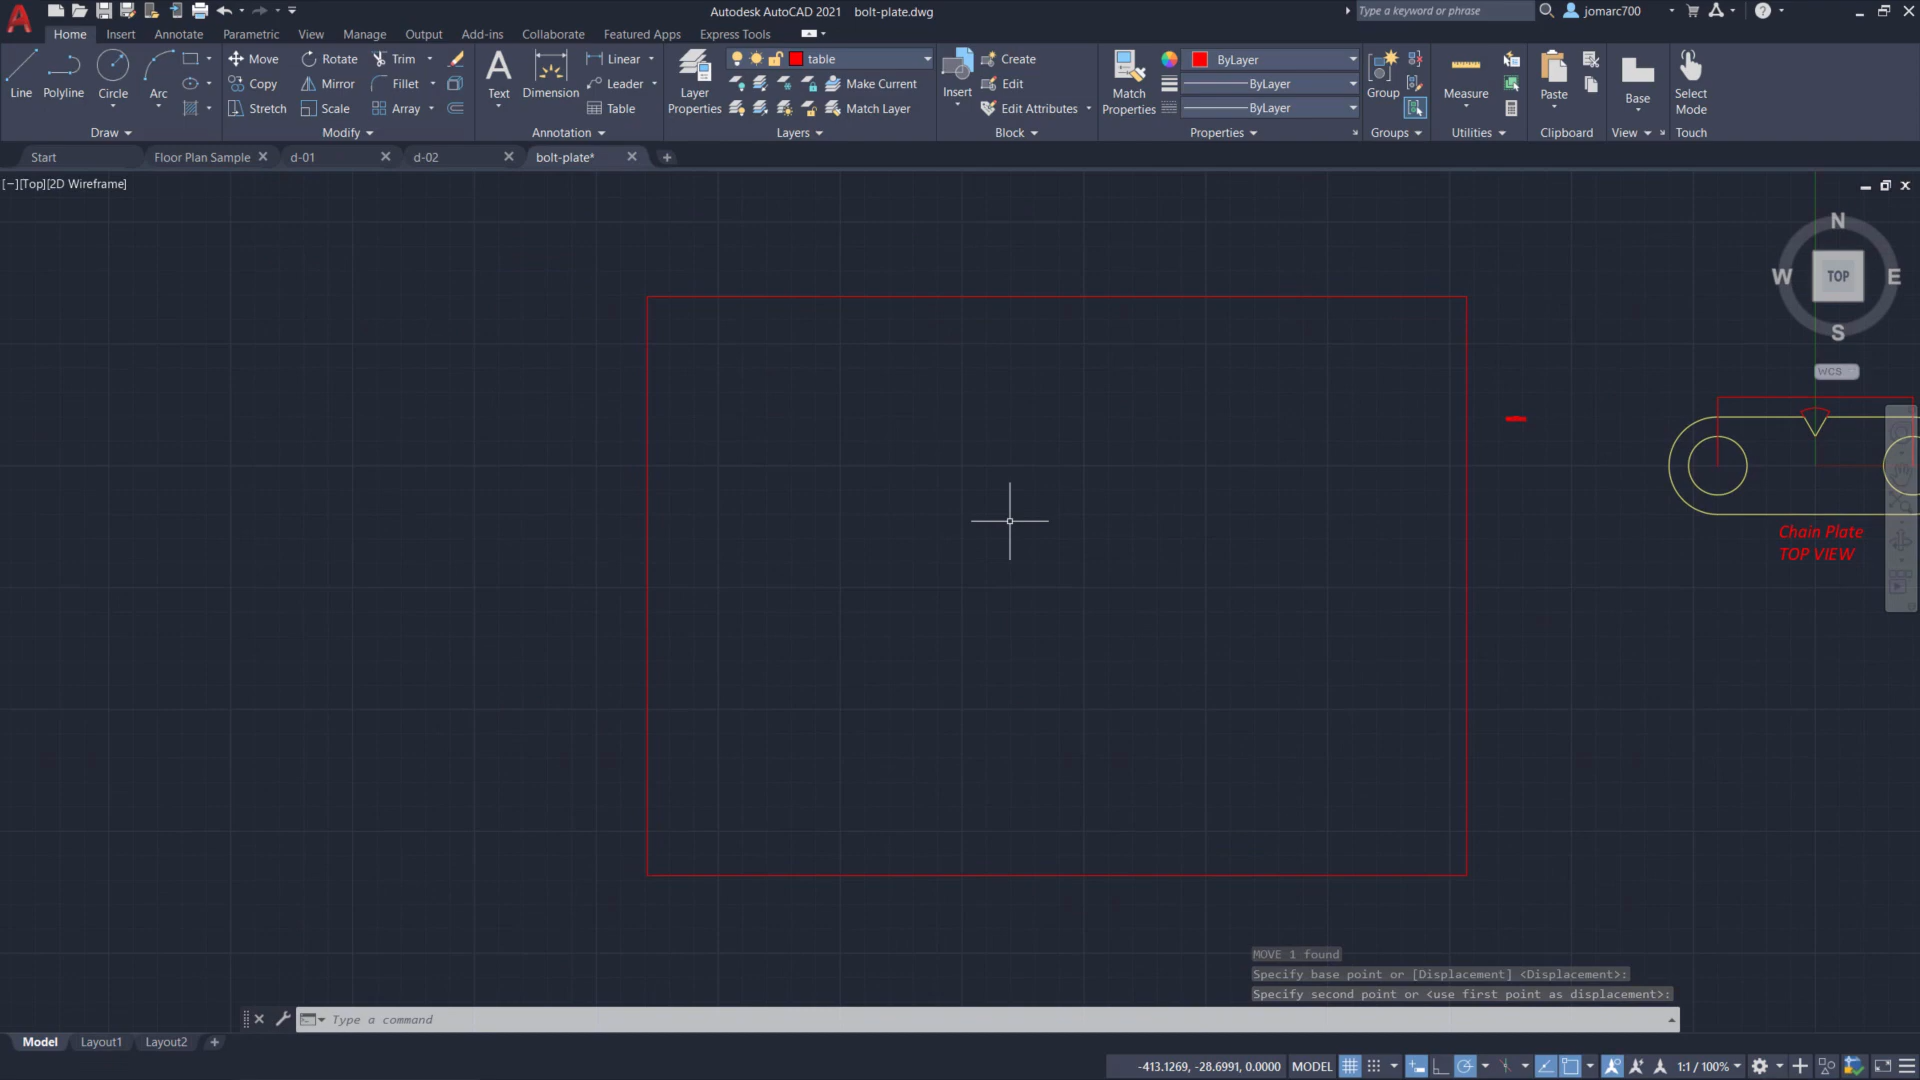 Autodesk AutoCAD 2021 bolt-plate.dwg
Type a keyword or phrase
jomarc700
Home Insert Annotate Parametric View Manage Output Add-ins Collaborate Featured Apps Express Tools
Line Polyline Circle Arc
Move Rotate Trim
Copy Mirror Fillet
Stretch Scale Array
Text Dimension
Linear
Leader
Table
Layer Properties
table
Make Current
Match Layer
Insert
Create
Edit
Edit Attributes
Match Properties
ByLayer
ByLayer
ByLayer
Group
Measure
Paste
Base
Select Mode
Draw Modify Annotation Layers Block Properties Groups Utilities Clipboard View Touch
Start Floor Plan Sample d-01 d-02 bolt-plate*
[−][Top][2D Wireframe]
N
W TOP E
S
WCS
Chain Plate
TOP VIEW
MOVE 1 found
Specify base point or [Displacement] <Displacement>:
Specify second point or <use first point as displacement>:
Type a command
Model Layout1 Layout2
-413.1269, -28.6991, 0.0000 MODEL 1:1 / 100%